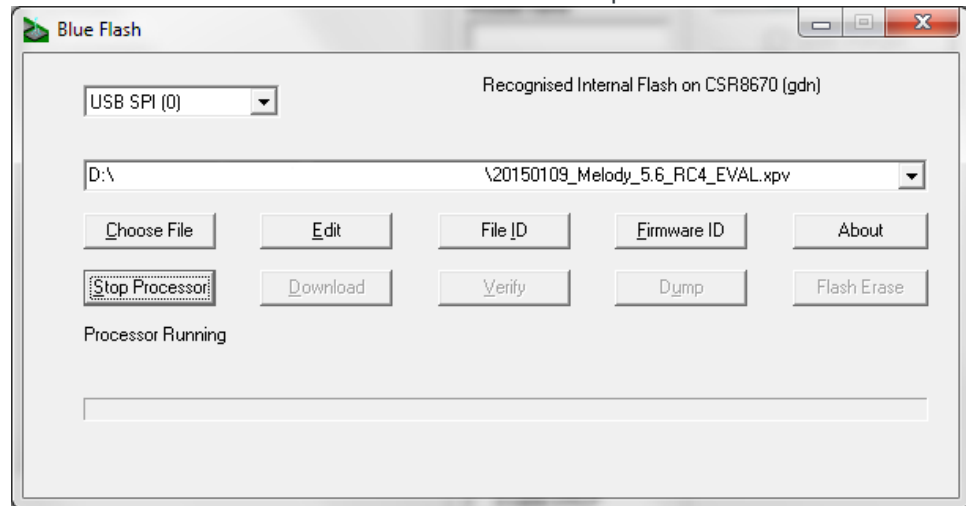 Blue Flash
USB SPI (0)
Recognised Internal Flash on CSR8670 (gdn)
D:\ \20150109_Melody_5.6_RC4_EVAL.xpv
Choose File Edit File ID Firmware ID About
Stop Processor Download Verify Dump Flash Erase
Processor Running